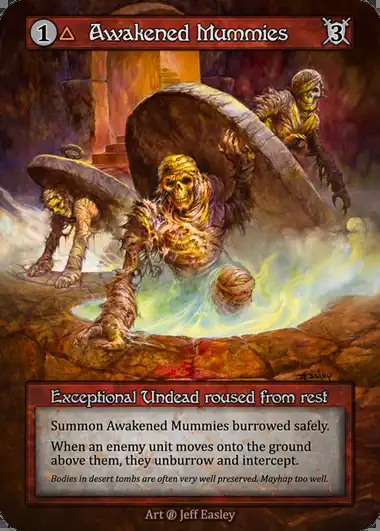 1 Awakened Mummies 3
Easley
Exceptional Undead roused from rest
Summon Awakened Mummies burrowed safely.
When an enemy unit moves onto the ground
above them, they unburrow and intercept.
Bodies in desert tombs are often very well preserved. Mayhap too well.
Art @ Jeff Easley